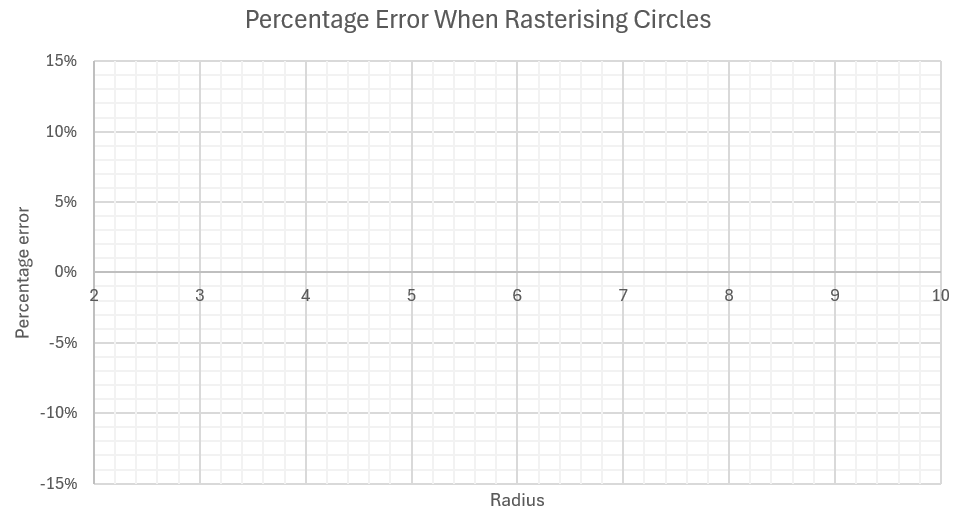 Percentage Error When Rasterising Circles
15%
10%
5%
0%
-5%
-10%
-15%
Percentage error
2 3 4 5 6 7 8 9 10
Radius